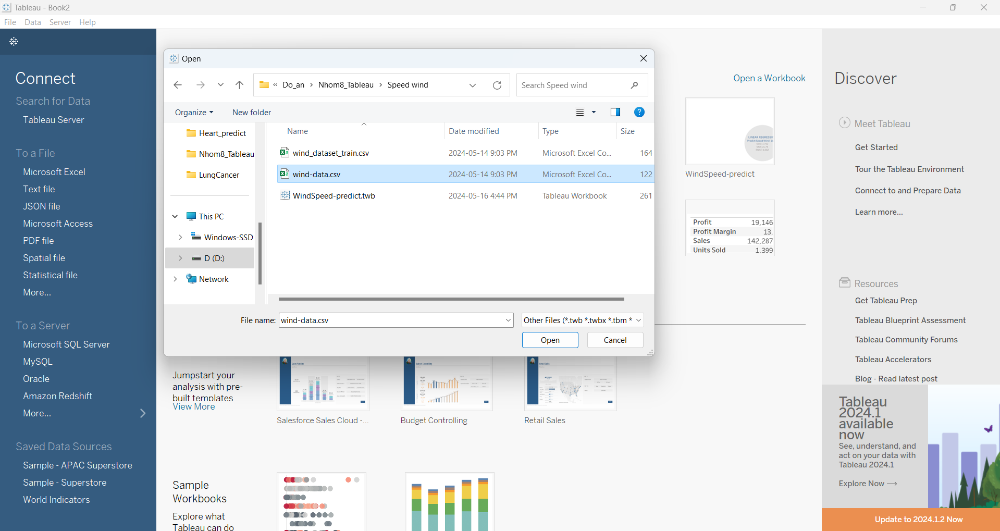 Tableau - Book2
File Data Server Help
Connect
Search for Data
Tableau Server
To a File
Microsoft Excel
Text file
JSON file
Microsoft Access
PDF file
Spatial file
Statistical file
More...
To a Server
Microsoft SQL Server
MySQL
Oracle
Amazon Redshift
More...
Saved Data Sources
Sample - APAC Superstore
Sample - Superstore
World Indicators
Open
« Do_an > Nhom8_Tableau > Speed wind
Search Speed wind
Organize New folder
Heart_predict
Nhom8_Tableau
LungCancer
This PC
Windows-SSD
D (D:)
Network
Name Date modified Type Size
wind_dataset_train.csv 2024-05-14 9:03 PM Microsoft Excel Co... 164
wind-data.csv 2024-05-14 9:03 PM Microsoft Excel Co... 122
WindSpeed-predict.twb 2024-05-16 4:44 PM Tableau Workbook 261
File name: wind-data.csv Other Files (*.twb *.twbx *.tbm *
Open Cancel
Open a Workbook
LINEAR REGRESSIO
WindSpeed-predict
Profit 19,146
Profit Margin 13.
Sales 142,287
Units Sold 1,399
Jumpstart your
analysis with pre-
built templates
View More
Salesforce Sales Cloud -...
Budget Controlling
Retail Sales
Sample
Workbooks
Explore what
Tableau can do
Discover
Meet Tableau
Get Started
Tour the Tableau Environment
Connect to and Prepare Data
Learn more...
Resources
Get Tableau Prep
Tableau Blueprint Assessment
Tableau Community Forums
Tableau Accelerators
Blog - Read latest post
Tableau
2024.1
available
now
See, understand, and
act on your data with
Tableau 2024.1
Explore Now →
Update to 2024.1.2 Now